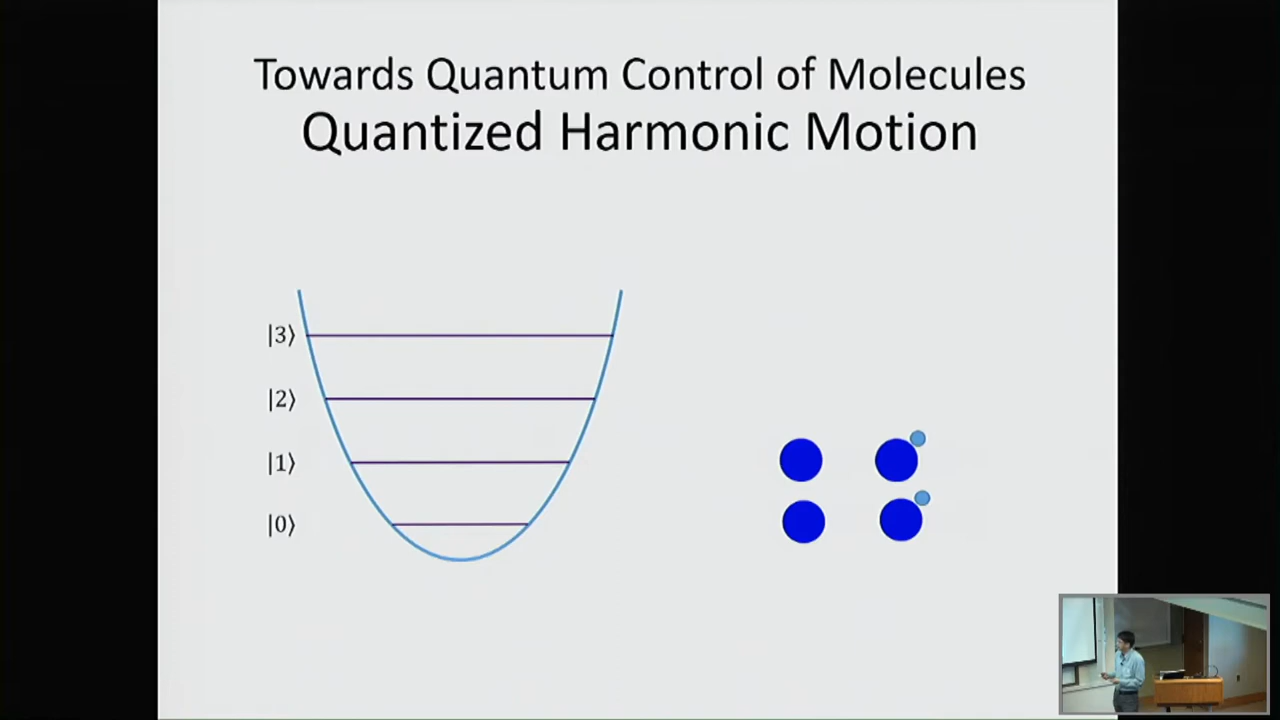 Towards Quantum Control of Molecules
Quantized Harmonic Motion
|3⟩
|2⟩
|1⟩
|0⟩